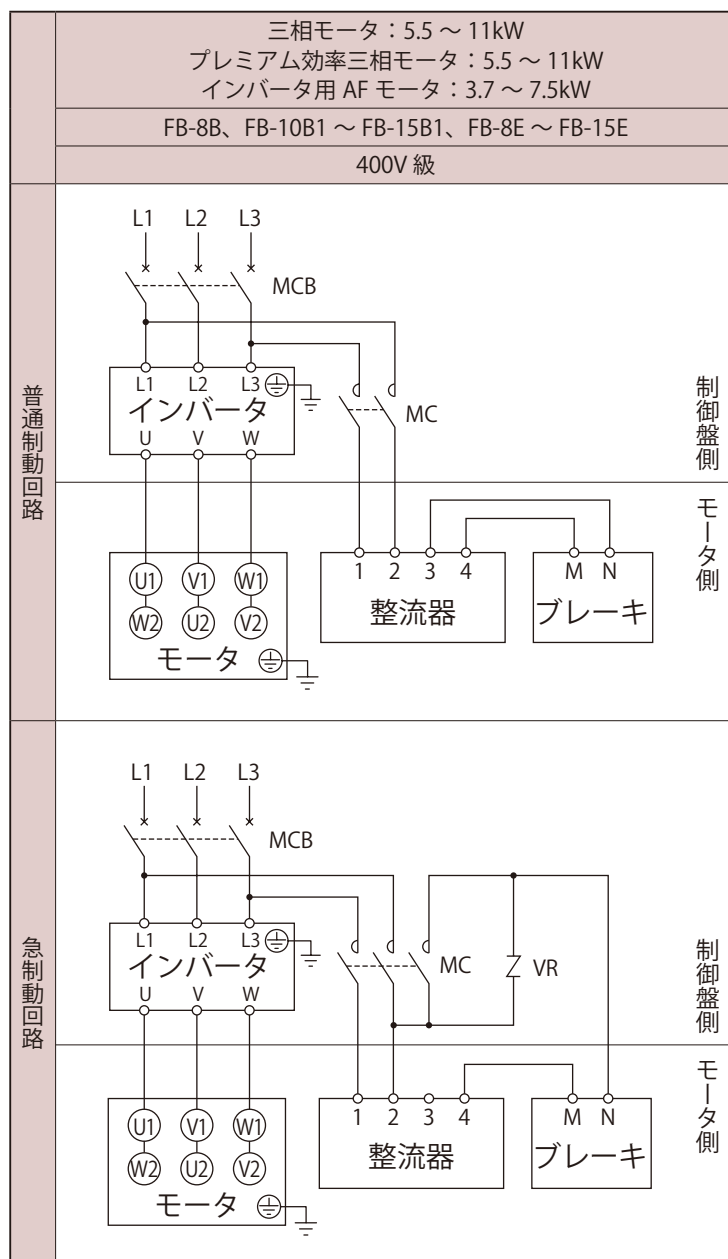 三相モータ：5.5 ～ 11kW
プレミアム効率三相モータ：5.5 ～ 11kW
インバータ用 AF モータ：3.7 ～ 7.5kW
FB-8B、FB-10B1 ～ FB-15B1、FB-8E ～ FB-15E
400V 級
普通制動回路
L1 L2 L3
MCB
L1 L2 L3
インバータ
U V W
MC
制御盤側
モータ側
1 2 3 4
整流器
M N
ブレーキ
U1 V1 W1
W2 U2 V2
モータ
急制動回路
L1 L2 L3
MCB
L1 L2 L3
インバータ
U V W
MC
VR
制御盤側
モータ側
1 2 3 4
整流器
M N
ブレーキ
U1 V1 W1
W2 U2 V2
モータ